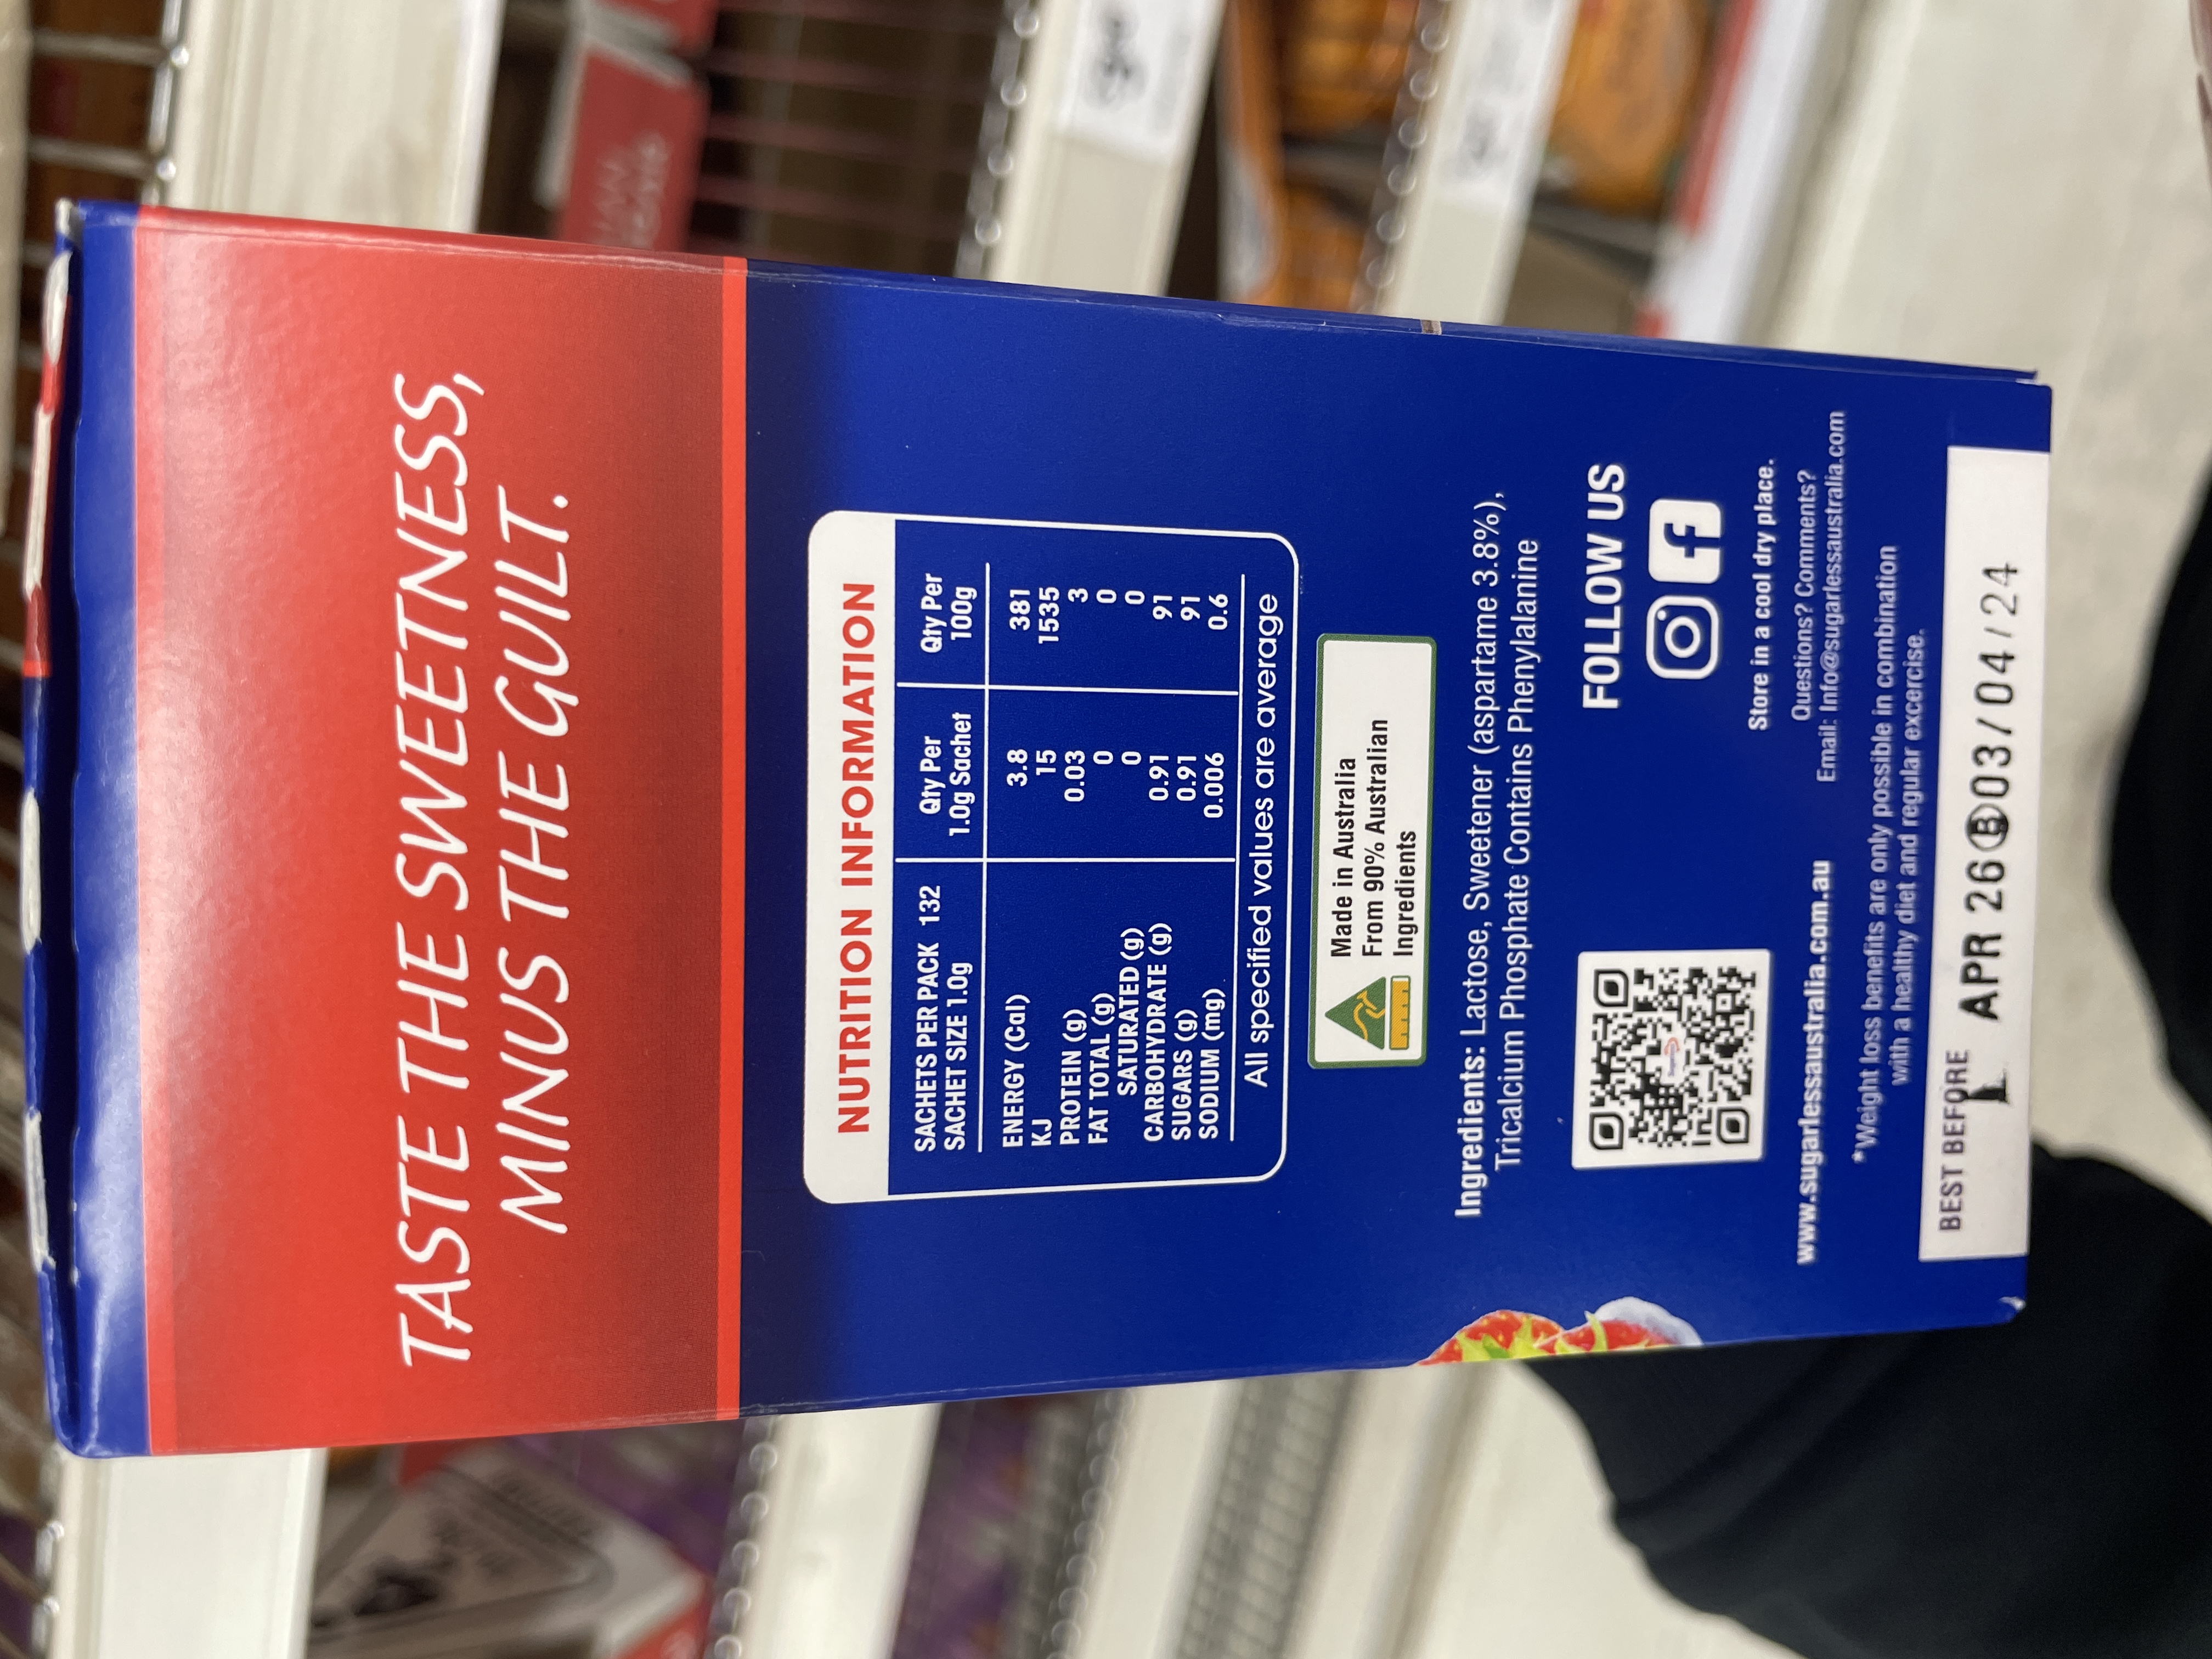 TASTE THE SWEETNESS,
MINUS THE GUILT.
NUTRITION INFORMATION
SACHETS PER PACK 132
SACHET SIZE 1.0g
Qty Per
1.0g Sachet
Qty Per
100g
ENERGY (Cal) 3.8 381
KJ 15 1535
PROTEIN (g) 0.03 3
FAT TOTAL (g) 0 0
SATURATED (g) 0 0
CARBOHYDRATE (g) 0.91 91
SUGARS (g) 0.91 91
SODIUM (mg) 0.006 0.6
All specified values are average
Made in Australia
From 90% Australian
Ingredients
Ingredients: Lactose, Sweetener (aspartame 3.8%),
Tricalcium Phosphate Contains Phenylalanine
FOLLOW US
Store in a cool dry place.
www.sugarlessaustralia.com.au
Questions? Comments?
Email: Info@sugarlessaustralia.com
*Weight loss benefits are only possible in combination
with a healthy diet and regular excercise.
BEST BEFORE
APR 26 B 03/04/24